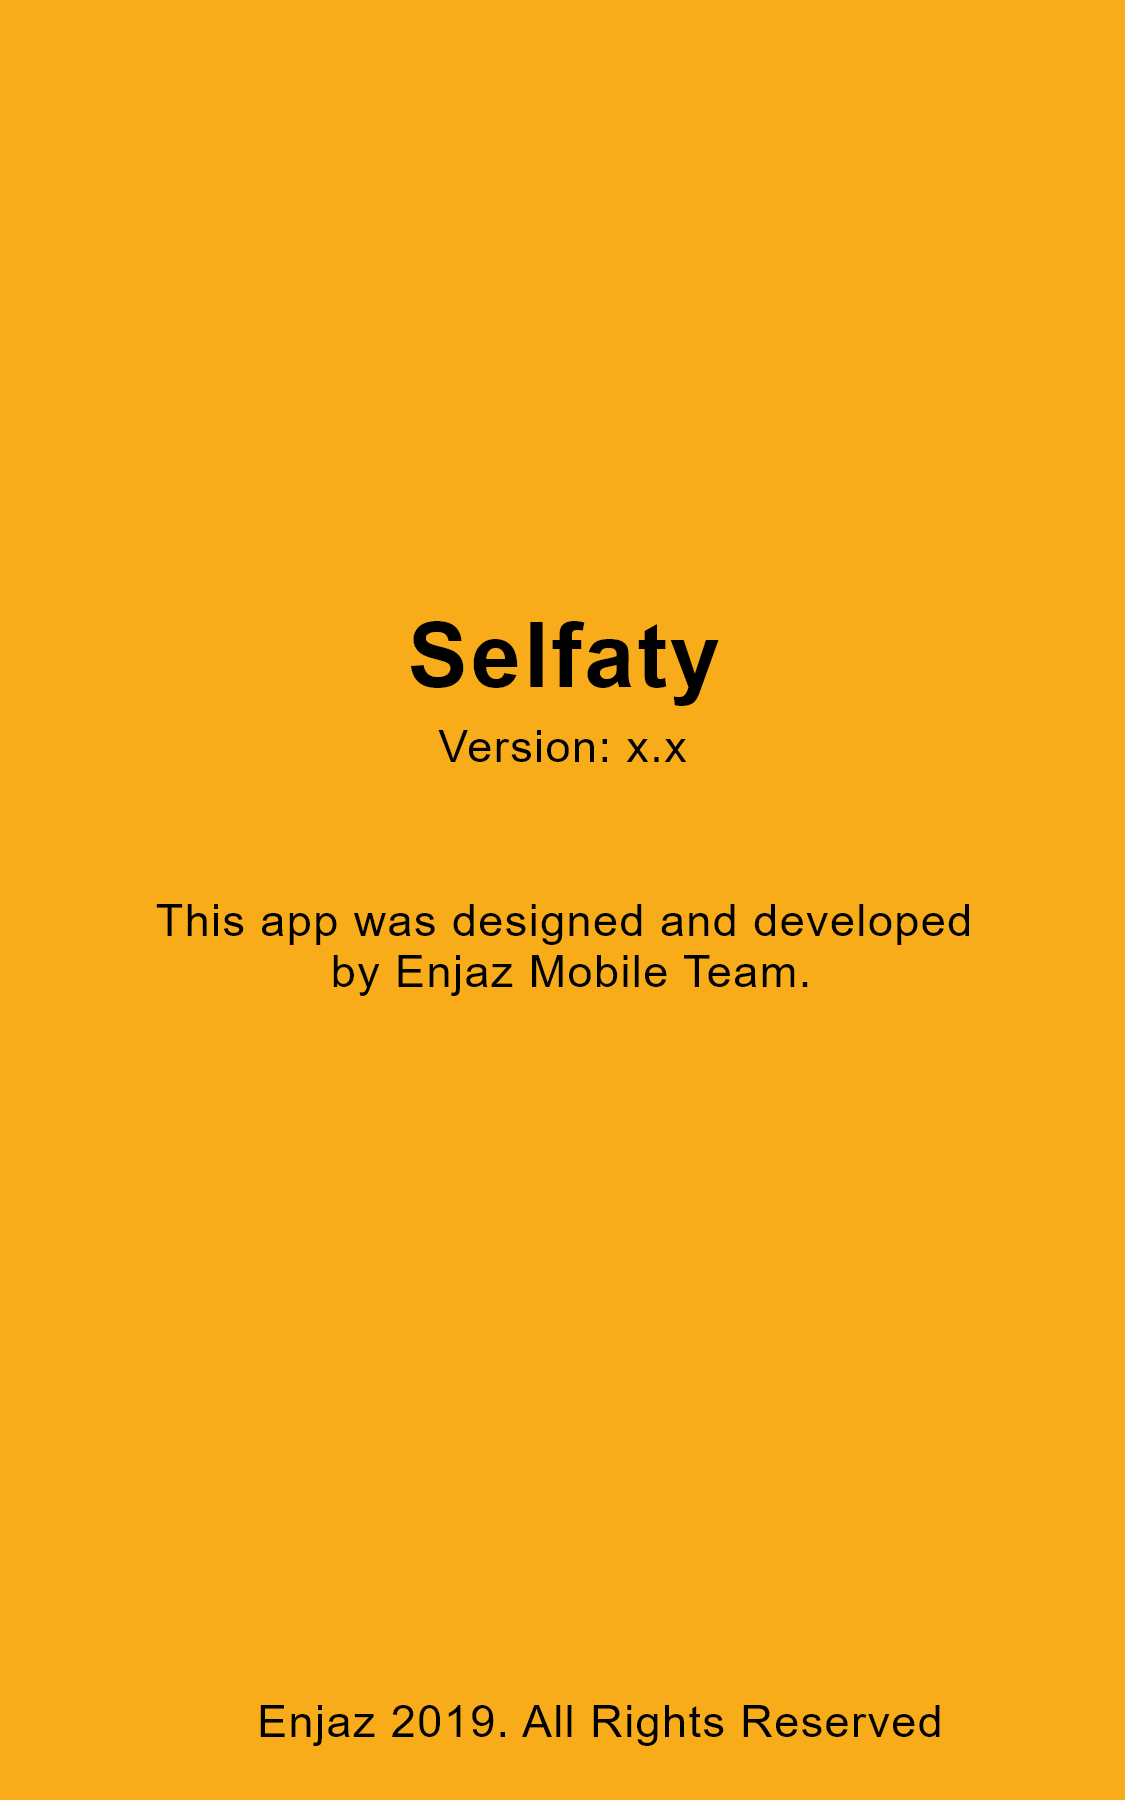 Selfaty
Version: x.x
This app was designed and developed
by Enjaz Mobile Team.
Enjaz 2019. All Rights Reserved